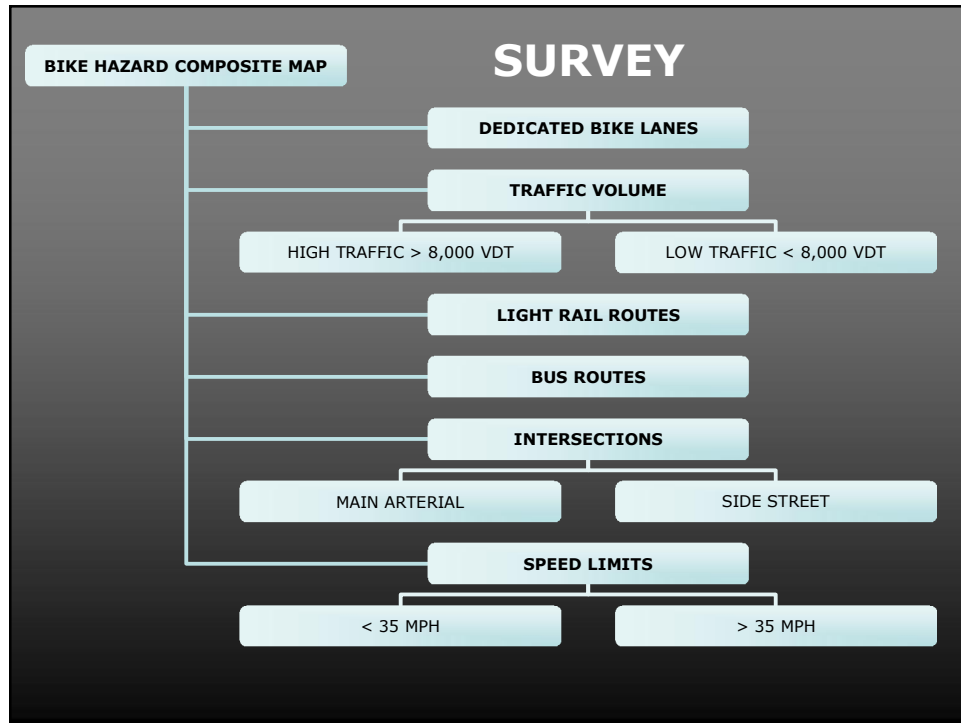 SURVEY
BIKE HAZARD COMPOSITE MAP
DEDICATED BIKE LANES
TRAFFIC VOLUME
HIGH TRAFFIC > 8,000 VDT
LOW TRAFFIC < 8,000 VDT
LIGHT RAIL ROUTES
BUS ROUTES
INTERSECTIONS
MAIN ARTERIAL
SIDE STREET
SPEED LIMITS
< 35 MPH
> 35 MPH